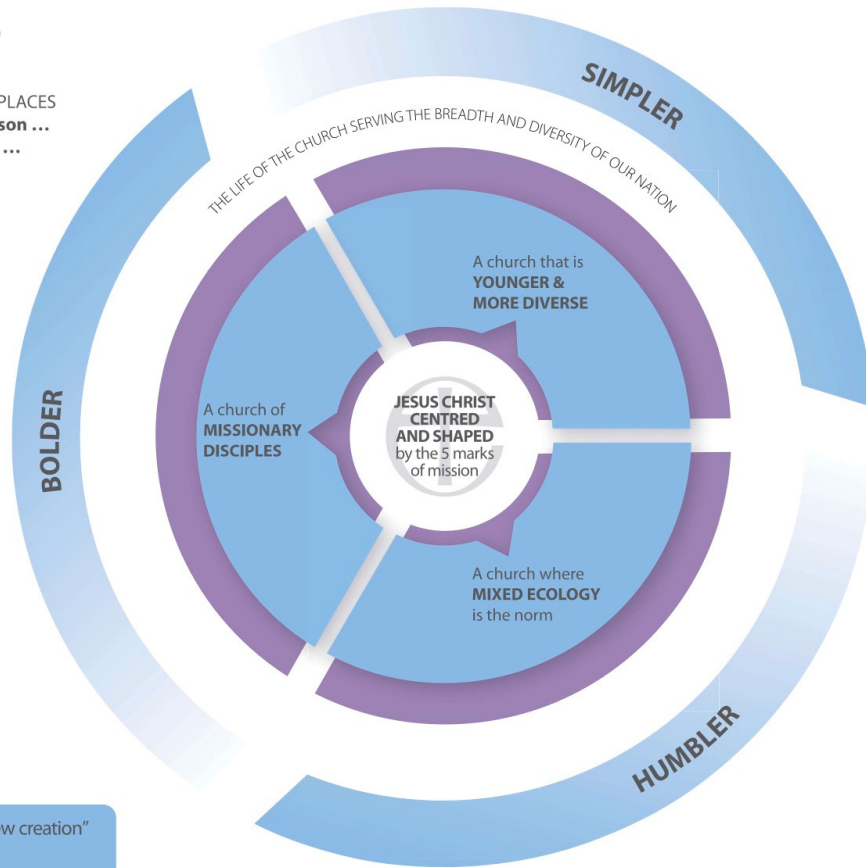 PLACES
son …
…
SIMPLER
THE LIFE OF THE CHURCH SERVING THE BREADTH AND DIVERSITY OF OUR NATION
A church that is
YOUNGER &
MORE DIVERSE
BOLDER
A church of
MISSIONARY
DISCIPLES
JESUS CHRIST
CENTRED
AND SHAPED
by the 5 marks
of mission
A church where
MIXED ECOLOGY
is the norm
HUMBLER
creation”